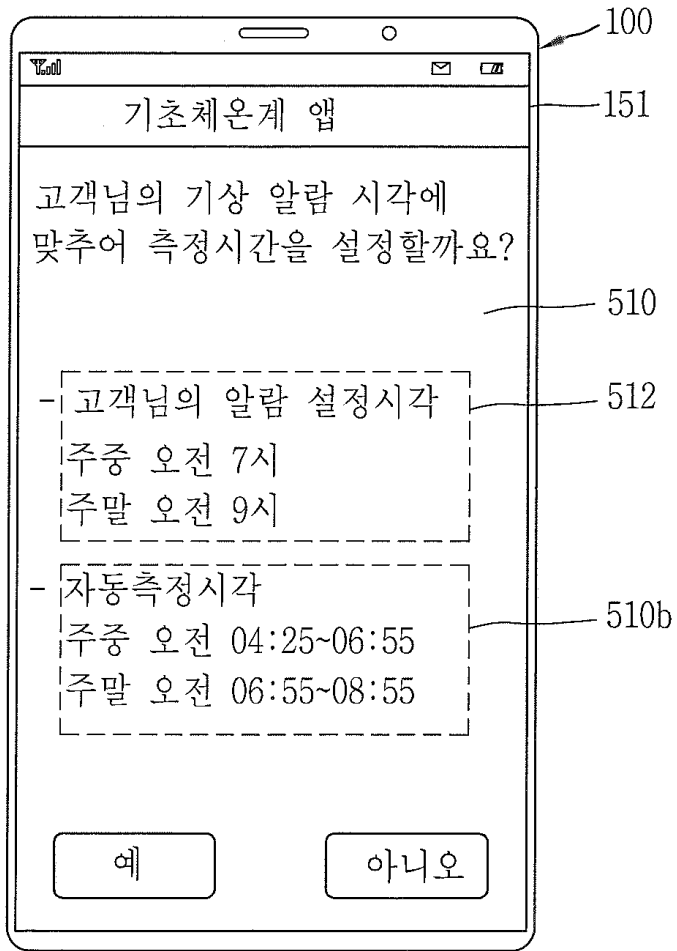 100
151
기초체온계 앱
고객님의 기상 알람 시각에
맞추어 측정시간을 설정할까요?
510
- 고객님의 알람 설정시각
512
주중 오전 7시
주말 오전 9시
- 자동측정시각
주중 오전 04:25~06:55
510b
주말 오전 06:55~08:55
예
아니오